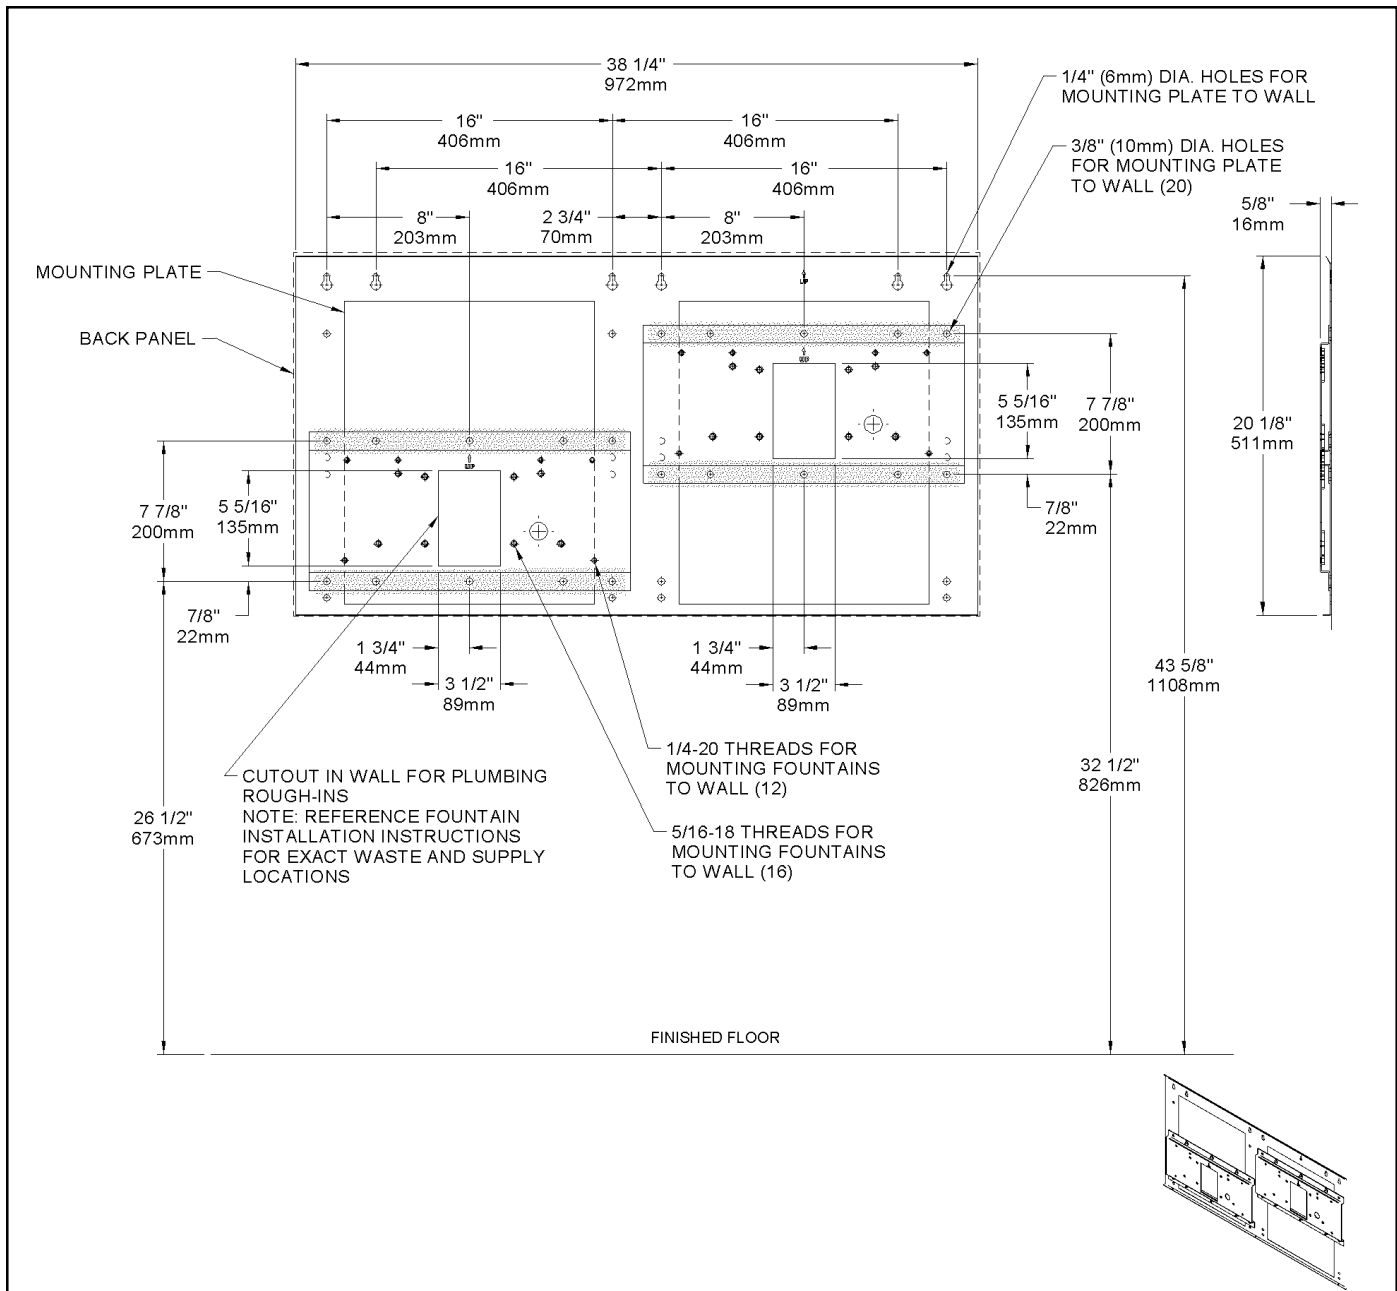 38 1/4"
972mm
1/4" (6mm) DIA. HOLES FOR
MOUNTING PLATE TO WALL
16"
406mm
16"
406mm
3/8" (10mm) DIA. HOLES
FOR MOUNTING PLATE
TO WALL (20)
16"
406mm
16"
406mm
8"
203mm
2 3/4"
70mm
8"
203mm
5/8"
16mm
MOUNTING PLATE
BACK PANEL
UP
5 5/16"
135mm
7 7/8"
200mm
20 1/8"
511mm
7 7/8"
200mm
5 5/16"
135mm
7/8"
22mm
7/8"
22mm
1 3/4"
44mm
3 1/2"
89mm
1 3/4"
44mm
3 1/2"
89mm
43 5/8"
1108mm
1/4-20 THREADS FOR
MOUNTING FOUNTAINS
TO WALL (12)
32 1/2"
826mm
CUTOUT IN WALL FOR PLUMBING
ROUGH-INS
NOTE: REFERENCE FOUNTAIN
INSTALLATION INSTRUCTIONS
FOR EXACT WASTE AND SUPPLY
LOCATIONS
26 1/2"
673mm
5/16-18 THREADS FOR
MOUNTING FOUNTAINS
TO WALL (16)
FINISHED FLOOR